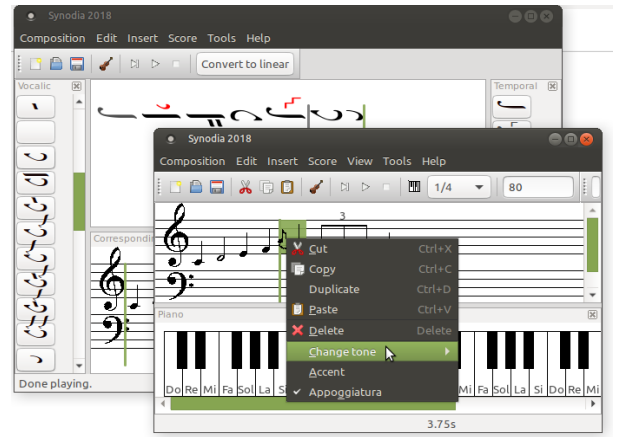 Synodia 2018
Composition Edit Insert Score Tools Help
Convert to linear
Vocalic
Temporal
Correspondin
Done playing.
Synodia 2018
Composition Edit Insert Score View Tools Help
1/4 80
3
Cut Ctrl+X
Copy Ctrl+C
Duplicate Ctrl+D
Paste Ctrl+V
Delete Delete
Change tone
Accent
Appoggiatura
Piano
Do Re Mi Fa Sol La Si Mi Fa Sol La Si Do Re Mi
3.75s